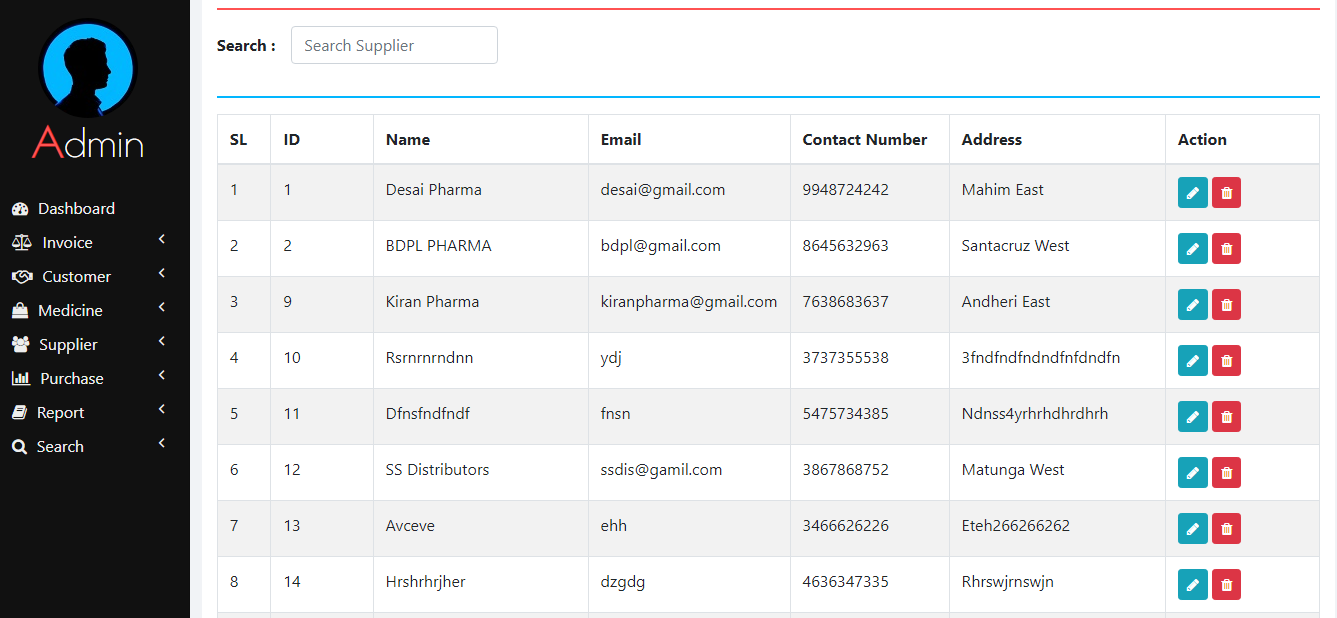 Admin
Dashboard
Invoice
Customer
Medicine
Supplier
Purchase
Report
Search
Search : Search Supplier
SL ID Name Email Contact Number Address Action
1 1 Desai Pharma desai@gmail.com 9948724242 Mahim East
2 2 BDPL PHARMA bdpl@gmail.com 8645632963 Santacruz West
3 9 Kiran Pharma kiranpharma@gmail.com 7638683637 Andheri East
4 10 Rsrnrnrndnn ydj 3737355538 3fndfndfndndfnfdndfn
5 11 Dfnsfndfndf fnsn 5475734385 Ndnss4yrhrhdhrdhrh
6 12 SS Distributors ssdis@gamil.com 3867868752 Matunga West
7 13 Avceve ehh 3466626226 Eteh266266262
8 14 Hrshrhrjher dzgdg 4636347335 Rhrswjrnswjn